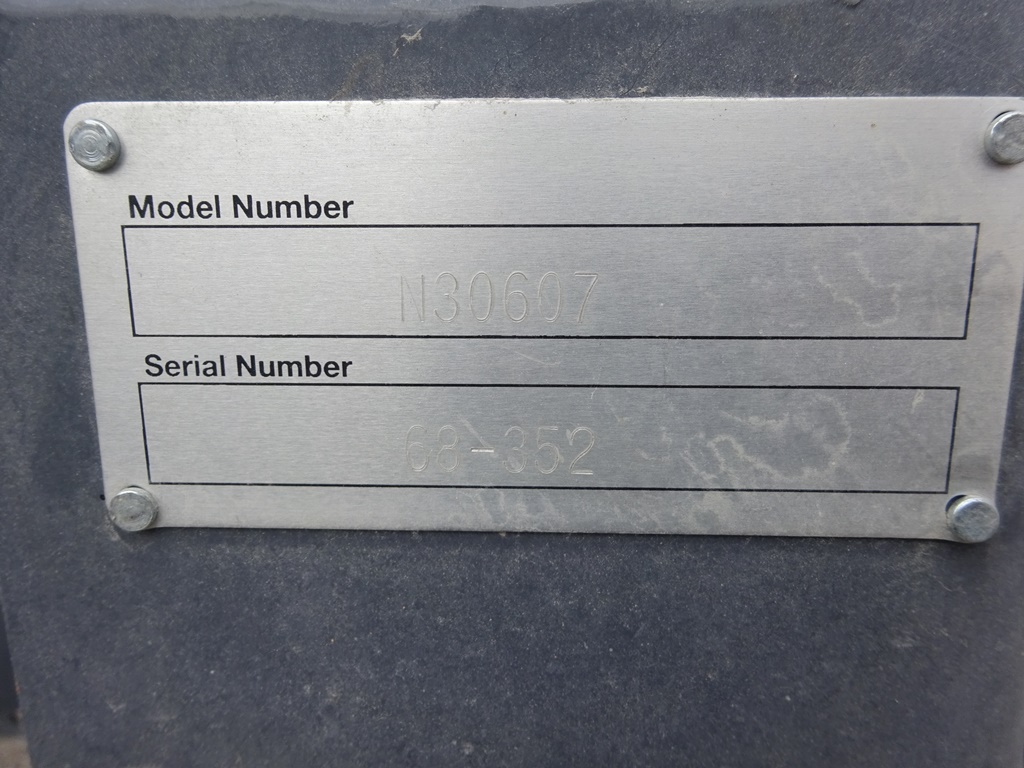 Model Number
N30607
Serial Number
68-352